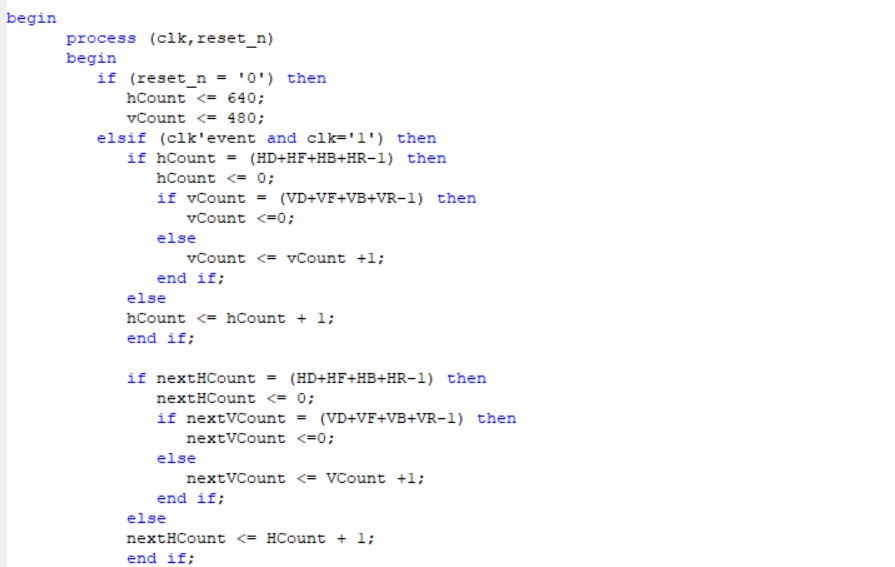 begin
process (clk,reset_n)
begin
if (reset_n = '0') then
hCount <= 640;
vCount <= 480;
elsif (clk'event and clk='1') then
if hCount = (HD+HF+HB+HR-1) then
hCount <= 0;
if vCount = (VD+VF+VB+VR-1) then
vCount <=0;
else
vCount <= vCount +1;
end if;
else
hCount <= hCount + 1;
end if;
if nextHCount = (HD+HF+HB+HR-1) then
nextHCount <= 0;
if nextVCount = (VD+VF+VB+VR-1) then
nextVCount <=0;
else
nextVCount <= VCount +1;
end if;
else
nextHCount <= HCount + 1;
end if;